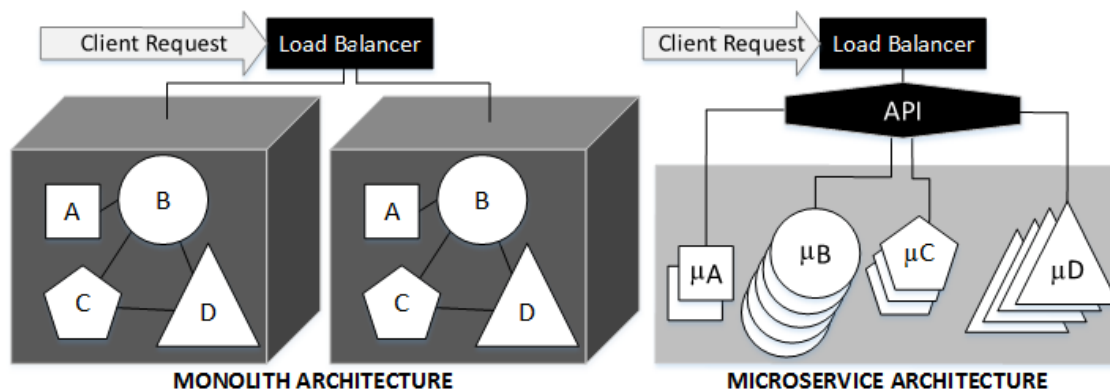 Client Request
Load Balancer
A
B
C
D
A
B
C
D
MONOLITH ARCHITECTURE
Client Request
Load Balancer
API
μA
μB
μC
μD
MICROSERVICE ARCHITECTURE